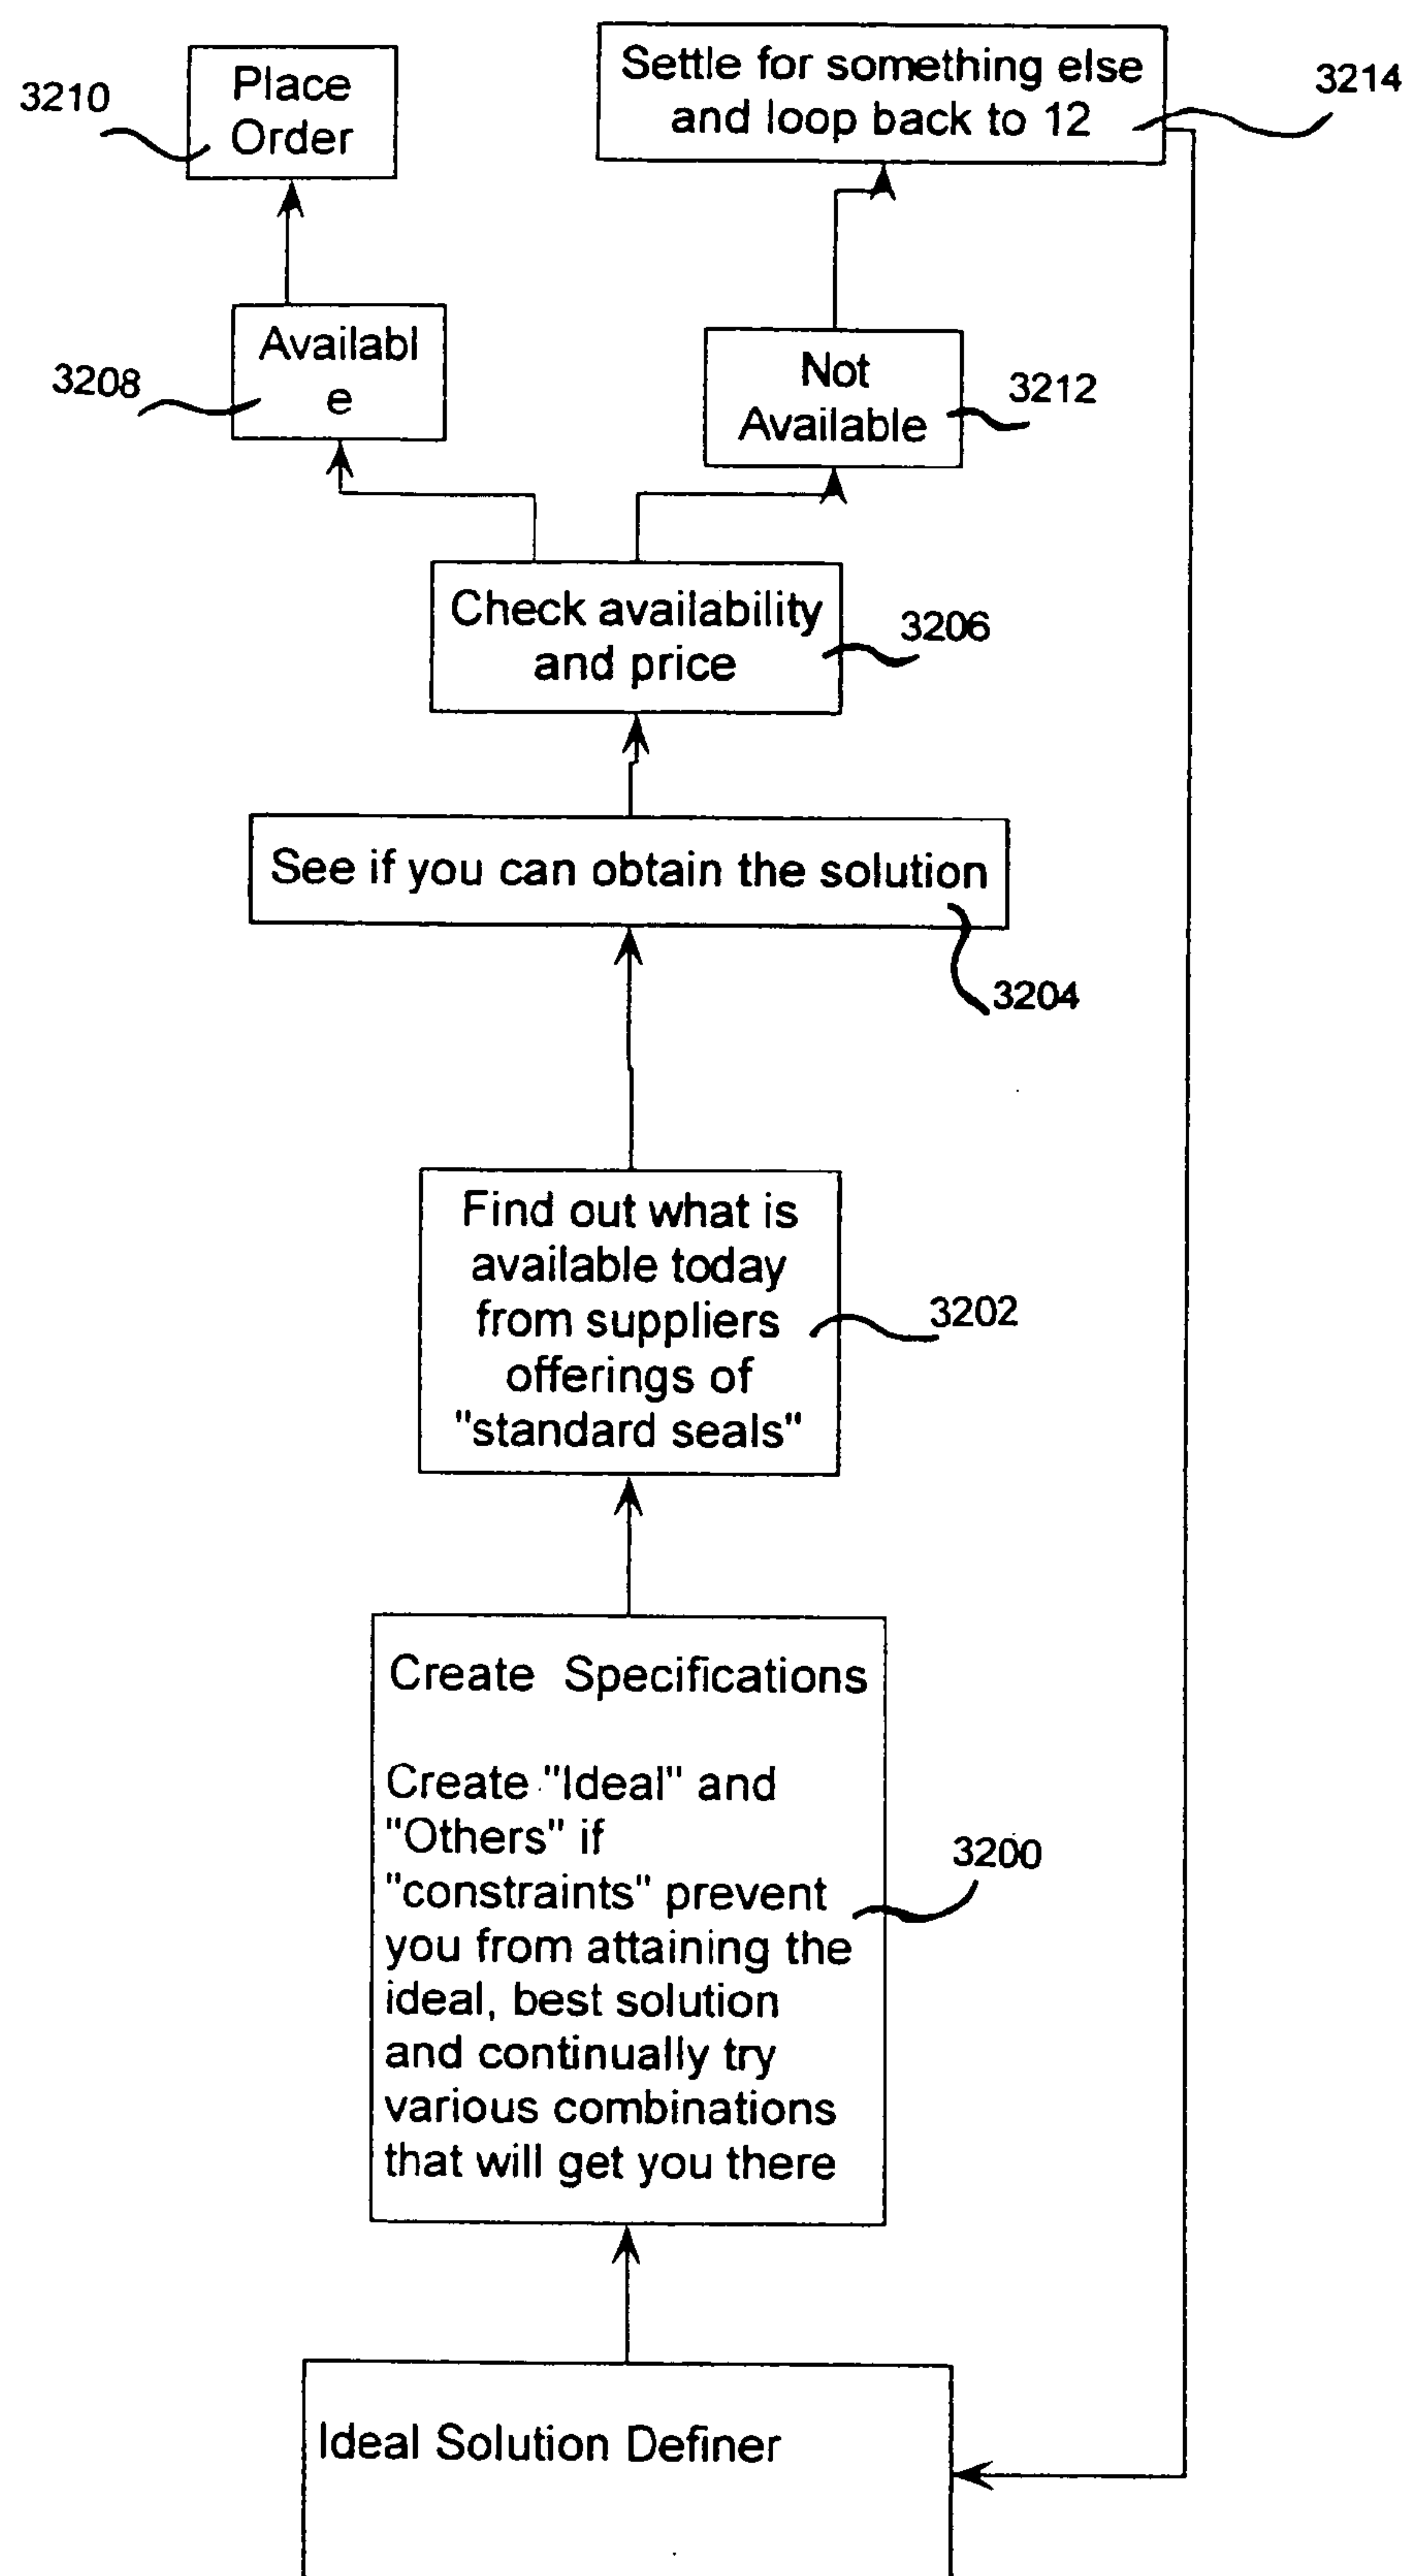 3210
Place
Order
Settle for something else
and loop back to 12
3214
3208
Availabl
e
Not
Available
3212
Check availability
and price
3206
See if you can obtain the solution
3204
Find out what is
available today
from suppliers
offerings of
"standard seals"
3202
Create Specifications
Create "Ideal" and
"Others" if
"constraints" prevent
you from attaining the
ideal, best solution
and continually try
various combinations
that will get you there
3200
Ideal Solution Definer